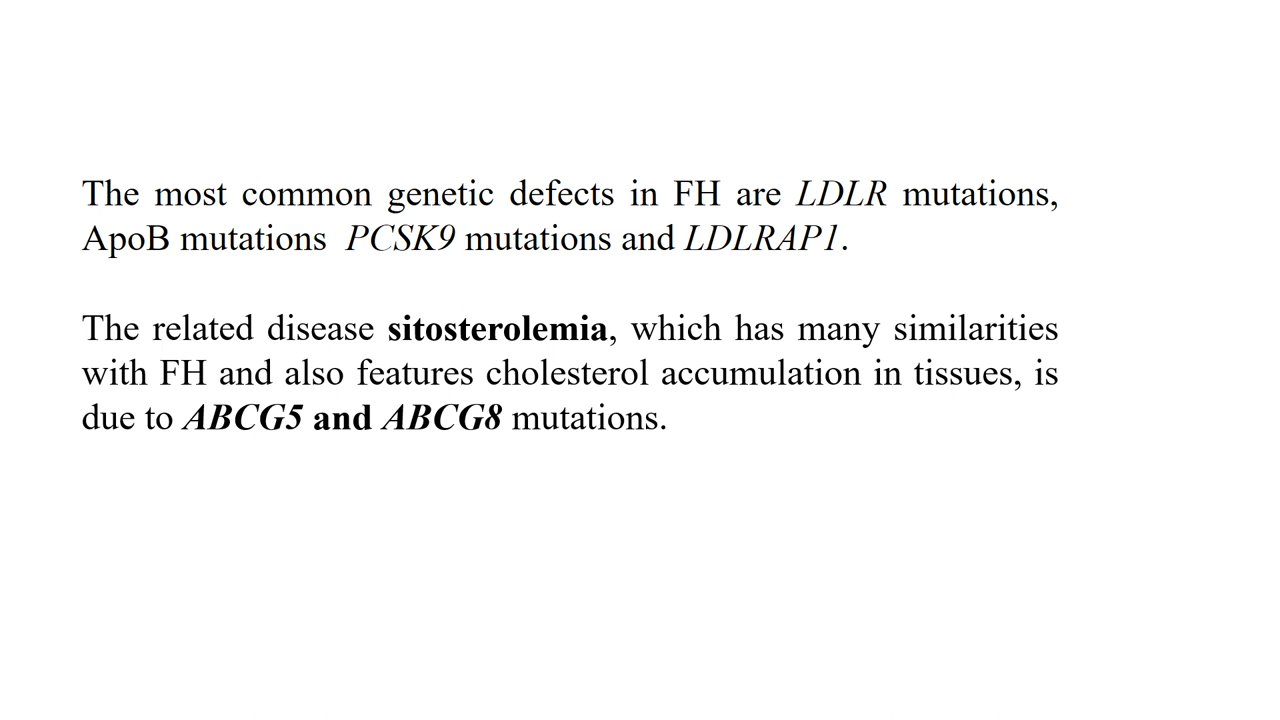 The most common genetic defects in FH are LDLR mutations,
ApoB mutations  PCSK9 mutations and LDLRAP1.
The related disease sitosterolemia, which has many similarities
with FH and also features cholesterol accumulation in tissues, is
due to ABCG5 and ABCG8 mutations.